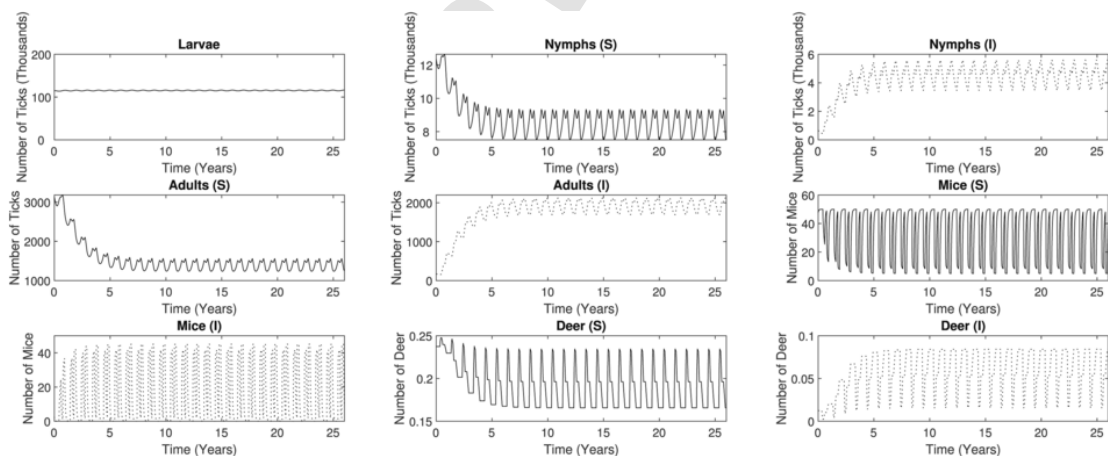 Larvae
Number of Ticks (Thousands)
200
100
0
0 5 10 15 20 25
Time (Years)
Nymphs (S)
Number of Ticks (Thousands)
12
10
8
0 5 10 15 20 25
Time (Years)
Nymphs (I)
Number of Ticks (Thousands)
6
4
2
0
0 5 10 15 20 25
Time (Years)
Adults (S)
Number of Ticks
3000
2000
1000
0 5 10 15 20 25
Time (Years)
Adults (I)
Number of Ticks
2000
1000
0
0 5 10 15 20 25
Time (Years)
Mice (S)
Number of Mice
60
40
20
0
0 5 10 15 20 25
Time (Years)
Mice (I)
Number of Mice
40
20
0
0 5 10 15 20 25
Time (Years)
Deer (S)
Number of Deer
0.25
0.2
0.15
0 5 10 15 20 25
Time (Years)
Deer (I)
Number of Deer
0.1
0.05
0
0 5 10 15 20 25
Time (Years)